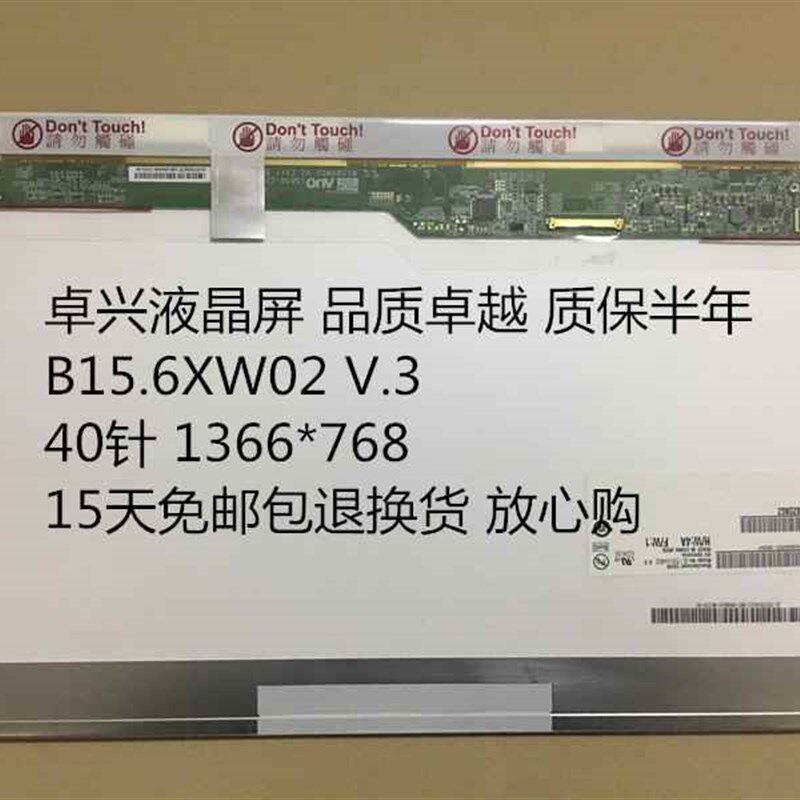 Don't Touch! Don't Touch! Don't Touch! Don't Touch!
請勿觸碰 請勿觸碰 請勿觸碰 請勿觸碰
AUO
卓兴液晶屏 品质卓越 质保半年
B15.6XW02 V.3
40针 1366*768
15天免邮包退换货 放心购
H/W:4A F/W:1